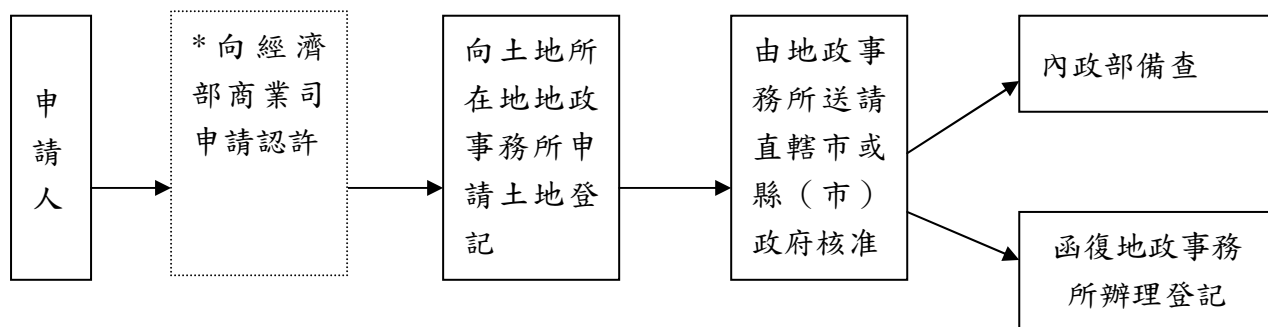 申
請
人
*向經濟
部商業司
申請認許
向土地所
在地地政
事務所申
請土地登
記
由地政事
務所送請
直轄市或
縣（市）
政府核准
內政部備查
函復地政事務
所辦理登記